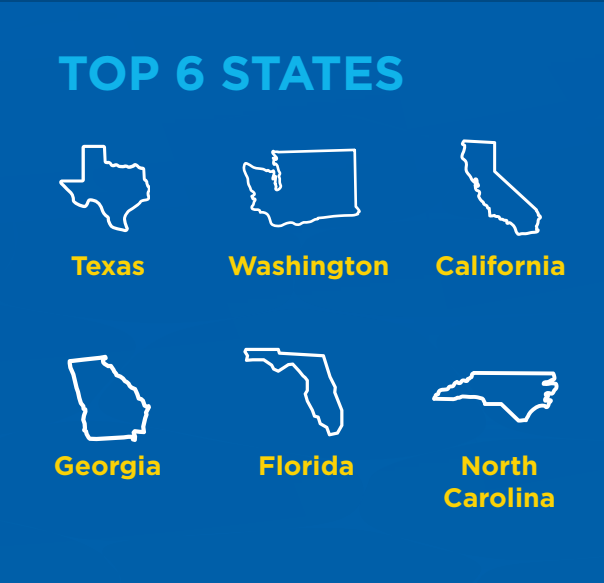 TOP 6 STATES
Texas
Washington
California
Georgia
Florida
North
Carolina